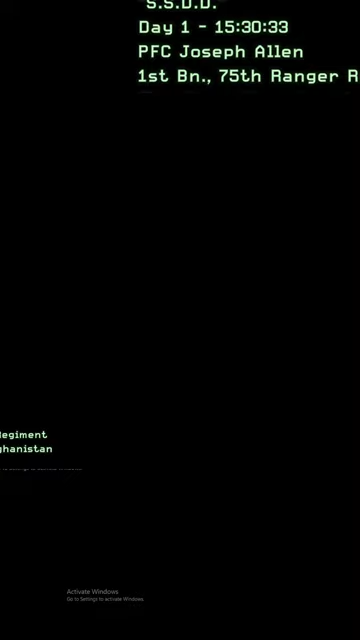 "S.S.D.D."
Day 1 - 15:30:33
PFC Joseph Allen
1st Bn., 75th Ranger R
Regiment
ghanistan
Activate Windows
Go to Settings to activate Windows.